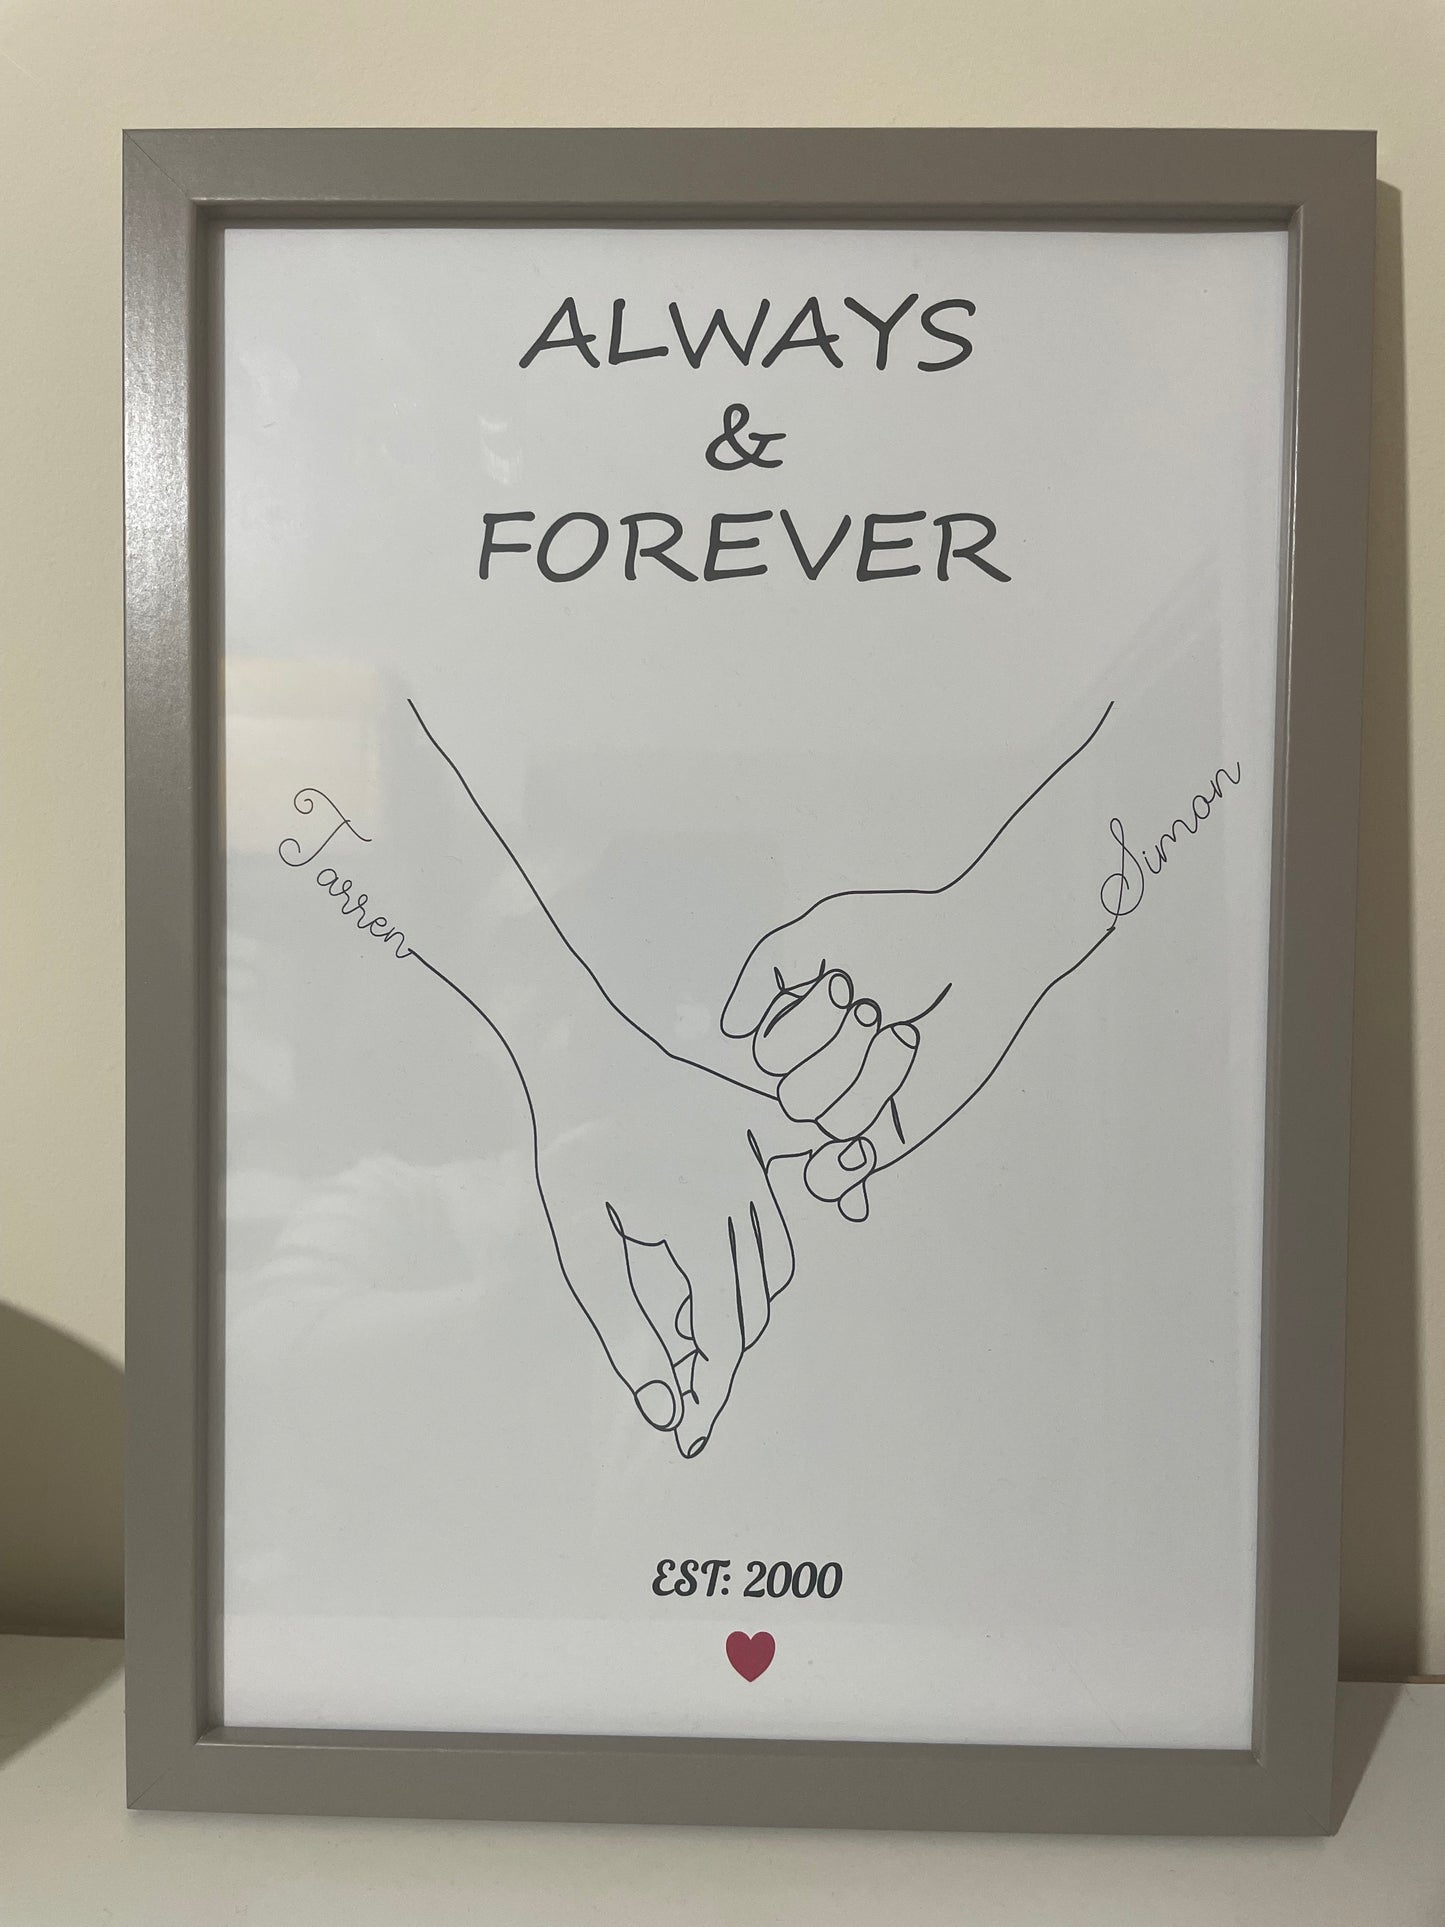 ALWAYS
&
FOREVER
Tarren
Simon
EST: 2000